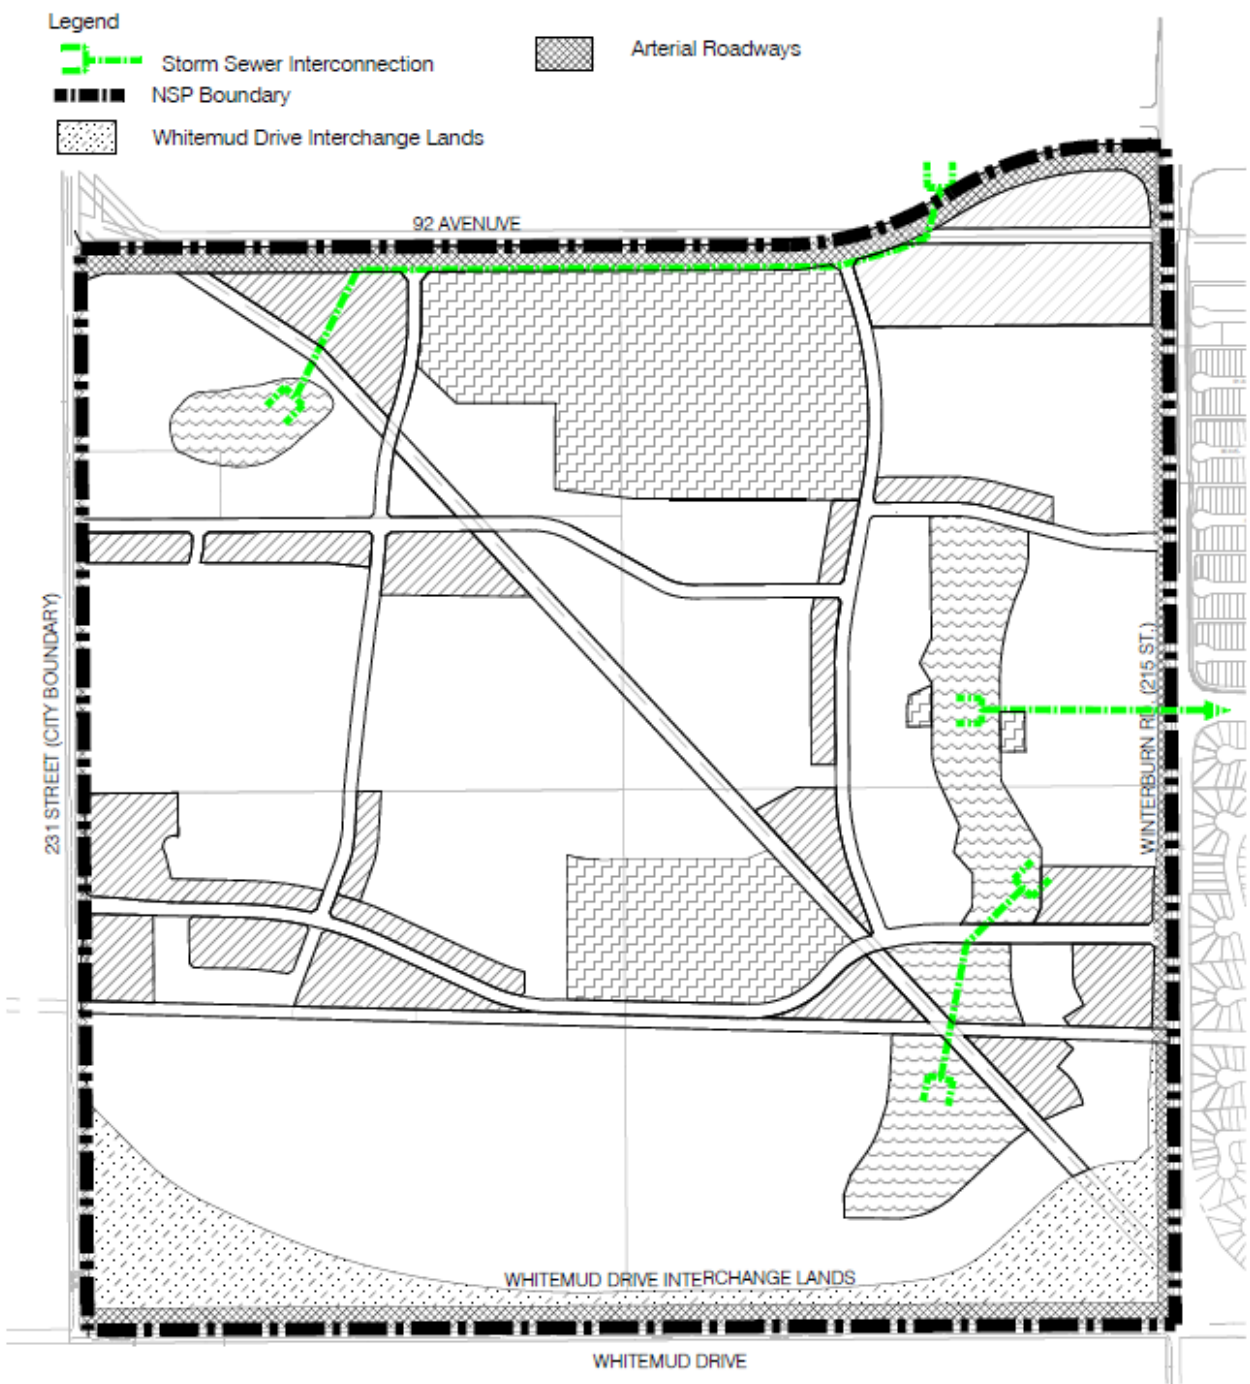 Legend
Storm Sewer Interconnection
Arterial Roadways
NSP Boundary
Whitemud Drive Interchange Lands
92 AVENUVE
231 STREET (CITY BOUNDARY)
WINTERBURN RD. (215 ST.)
WHITEMUD DRIVE INTERCHANGE LANDS
WHITEMUD DRIVE